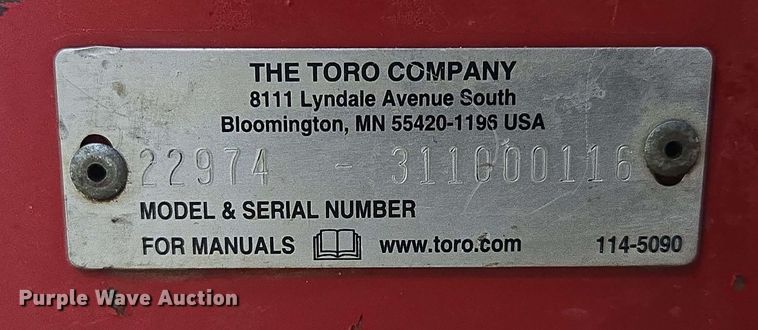 THE TORO COMPANY
8111 Lyndale Avenue South
Bloomington, MN 55420-1196 USA
22974 - 311000116
MODEL & SERIAL NUMBER
FOR MANUALS www.toro.com 114-5090
Purple Wave Auction